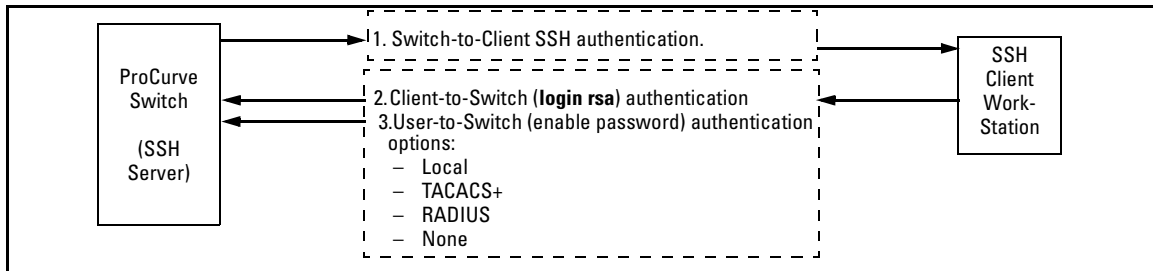 ProCurve
Switch
(SSH
Server)
1. Switch-to-Client SSH authentication.
2.Client-to-Switch (login rsa) authentication
3.User-to-Switch (enable password) authentication
options:
– Local
– TACACS+
– RADIUS
– None
SSH
Client
Work-
Station